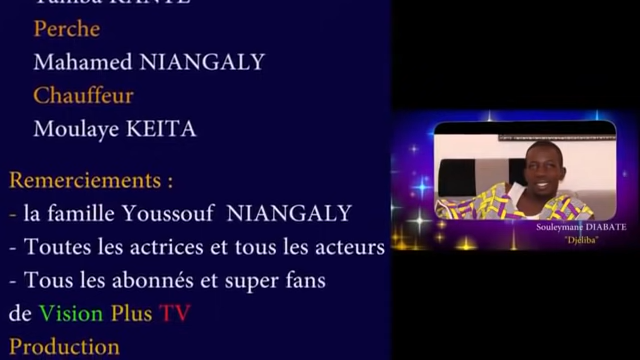 Perche
Mahamed NIANGALY
Chauffeur
Moulaye KEITA
Remerciements :
- la famille Youssouf NIANGALY
- Toutes les actrices et tous les acteurs
- Tous les abonnés et super fans
de Vision Plus TV
Production
Souleymane DIABATE
"Djéliba"